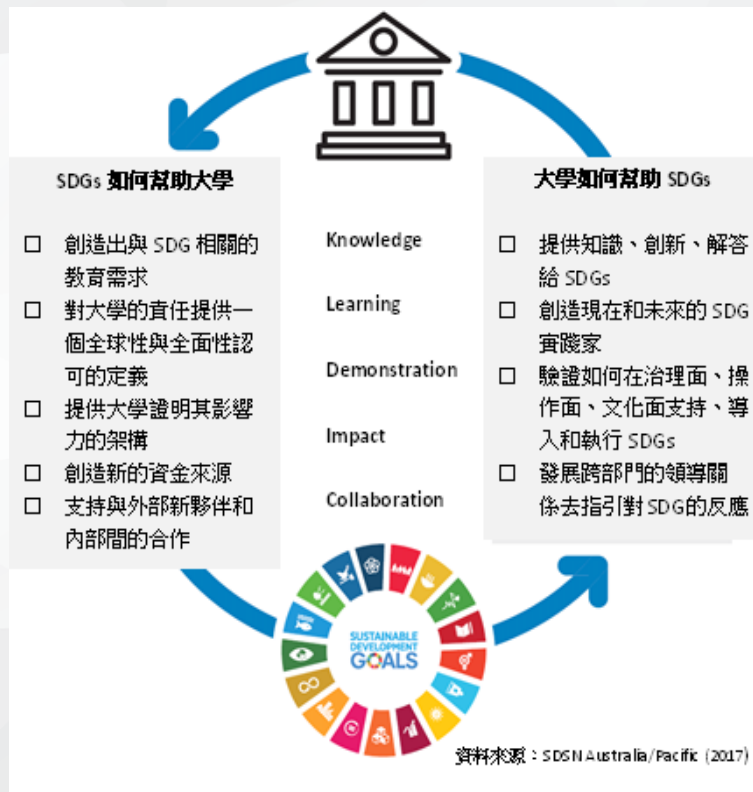 SDGs 如何幫助大學
□ 創造出與 SDG 相關的
教育需求
□ 對大學的責任提供一
個全球性與全面性認
可的定義
□ 提供大學證明其影響
力的架構
□ 創造新的資金來源
□ 支持與外部新夥伴和
內部間的合作
Knowledge
Learning
Demonstration
Impact
Collaboration
大學如何幫助 SDGs
□ 提供知識、創新、解答
給 SDGs
□ 創造現在和未來的 SDG
實踐家
□ 驗證如何在治理面、操
作面、文化面支持、導
入和執行 SDGs
□ 發展跨部門的領導關
係去指引對 SDG的反應
SUSTAINABLE
DEVELOPMENT
GOALS
資料來源：SDSN Australia/Pacific (2017)